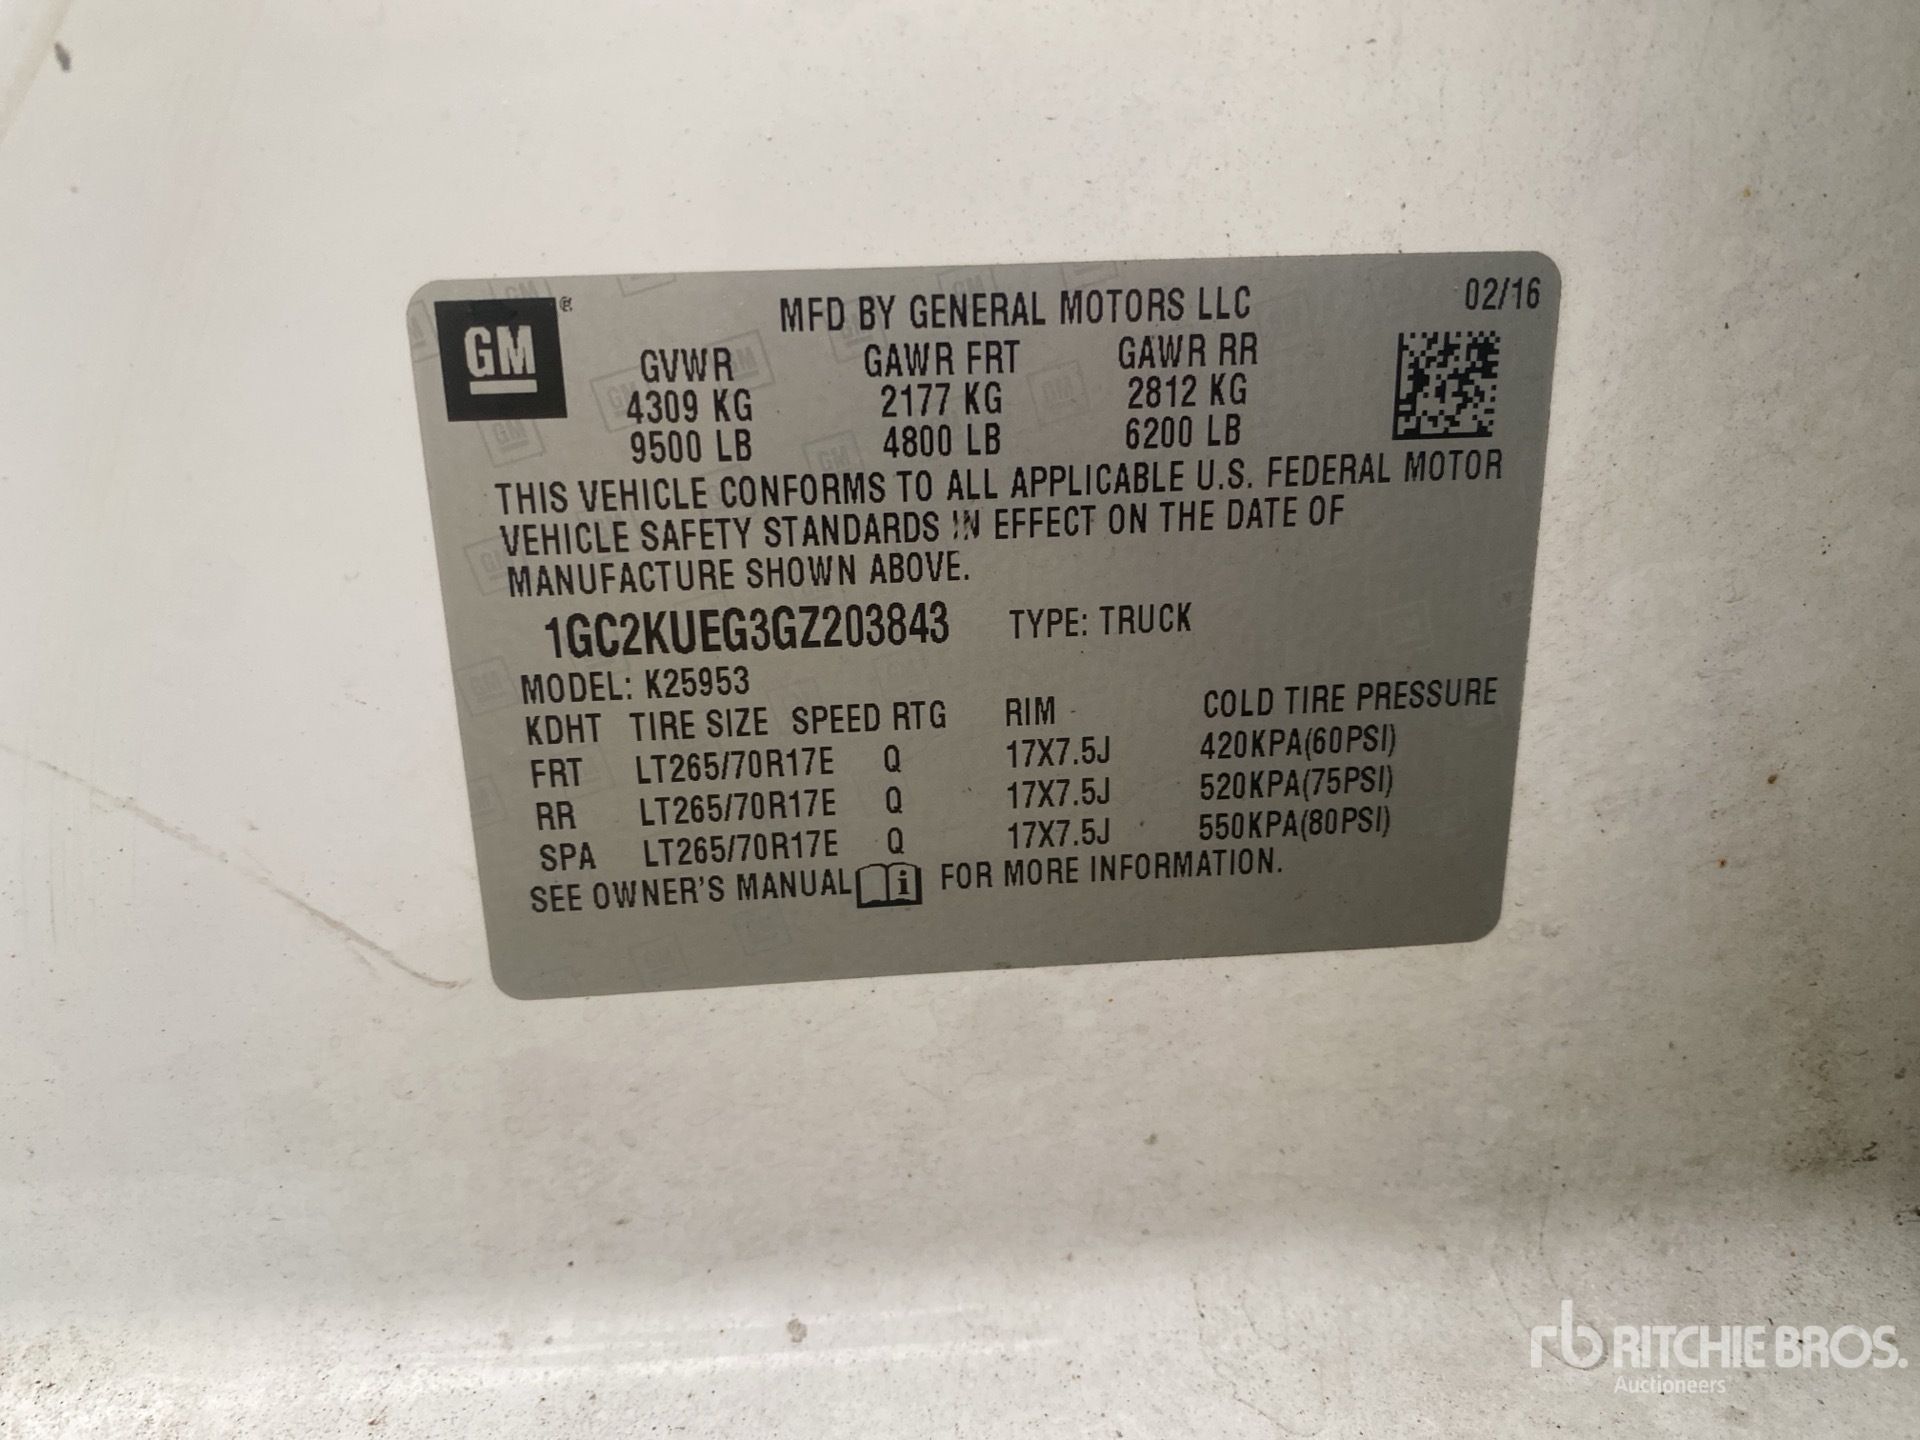 GM
®
MFD BY GENERAL MOTORS LLC 02/16
GVWR GAWR FRT GAWR RR
4309 KG 2177 KG 2812 KG
9500 LB 4800 LB 6200 LB
THIS VEHICLE CONFORMS TO ALL APPLICABLE U.S. FEDERAL MOTOR
VEHICLE SAFETY STANDARDS IN EFFECT ON THE DATE OF
MANUFACTURE SHOWN ABOVE.
1GC2KUEG3GZ203843 TYPE: TRUCK
MODEL: K25953
KDHT TIRE SIZE SPEED RTG RIM COLD TIRE PRESSURE
FRT LT265/70R17E Q 17X7.5J 420KPA(60PSI)
RR LT265/70R17E Q 17X7.5J 520KPA(75PSI)
SPA LT265/70R17E Q 17X7.5J 550KPA(80PSI)
SEE OWNER'S MANUAL i FOR MORE INFORMATION.
rb RITCHIE BROS.
Auctioneers